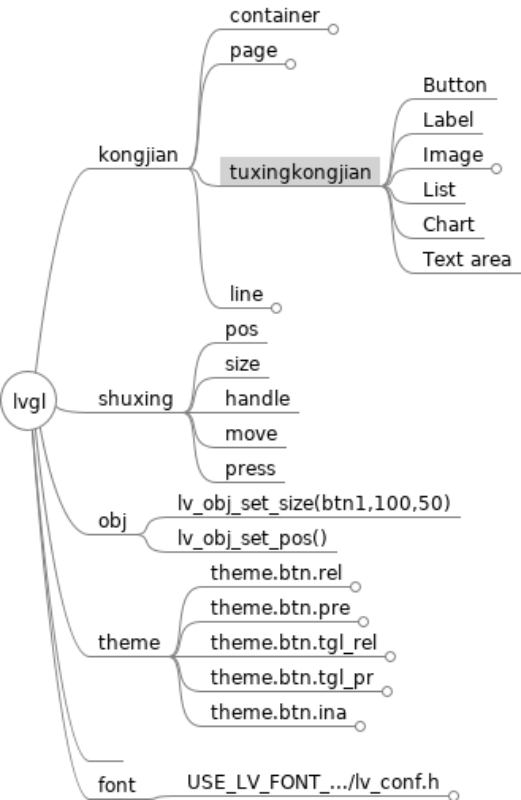 container
page
kongjian
tuxingkongjian
Button
Label
Image
List
Chart
Text area
line
lvgl
shuxing
pos
size
handle
move
press
obj
lv_obj_set_size(btn1,100,50)
lv_obj_set_pos()
theme
theme.btn.rel
theme.btn.pre
theme.btn.tgl_rel
theme.btn.tgl_pr
theme.btn.ina
font
USE_LV_FONT_.../lv_conf.h